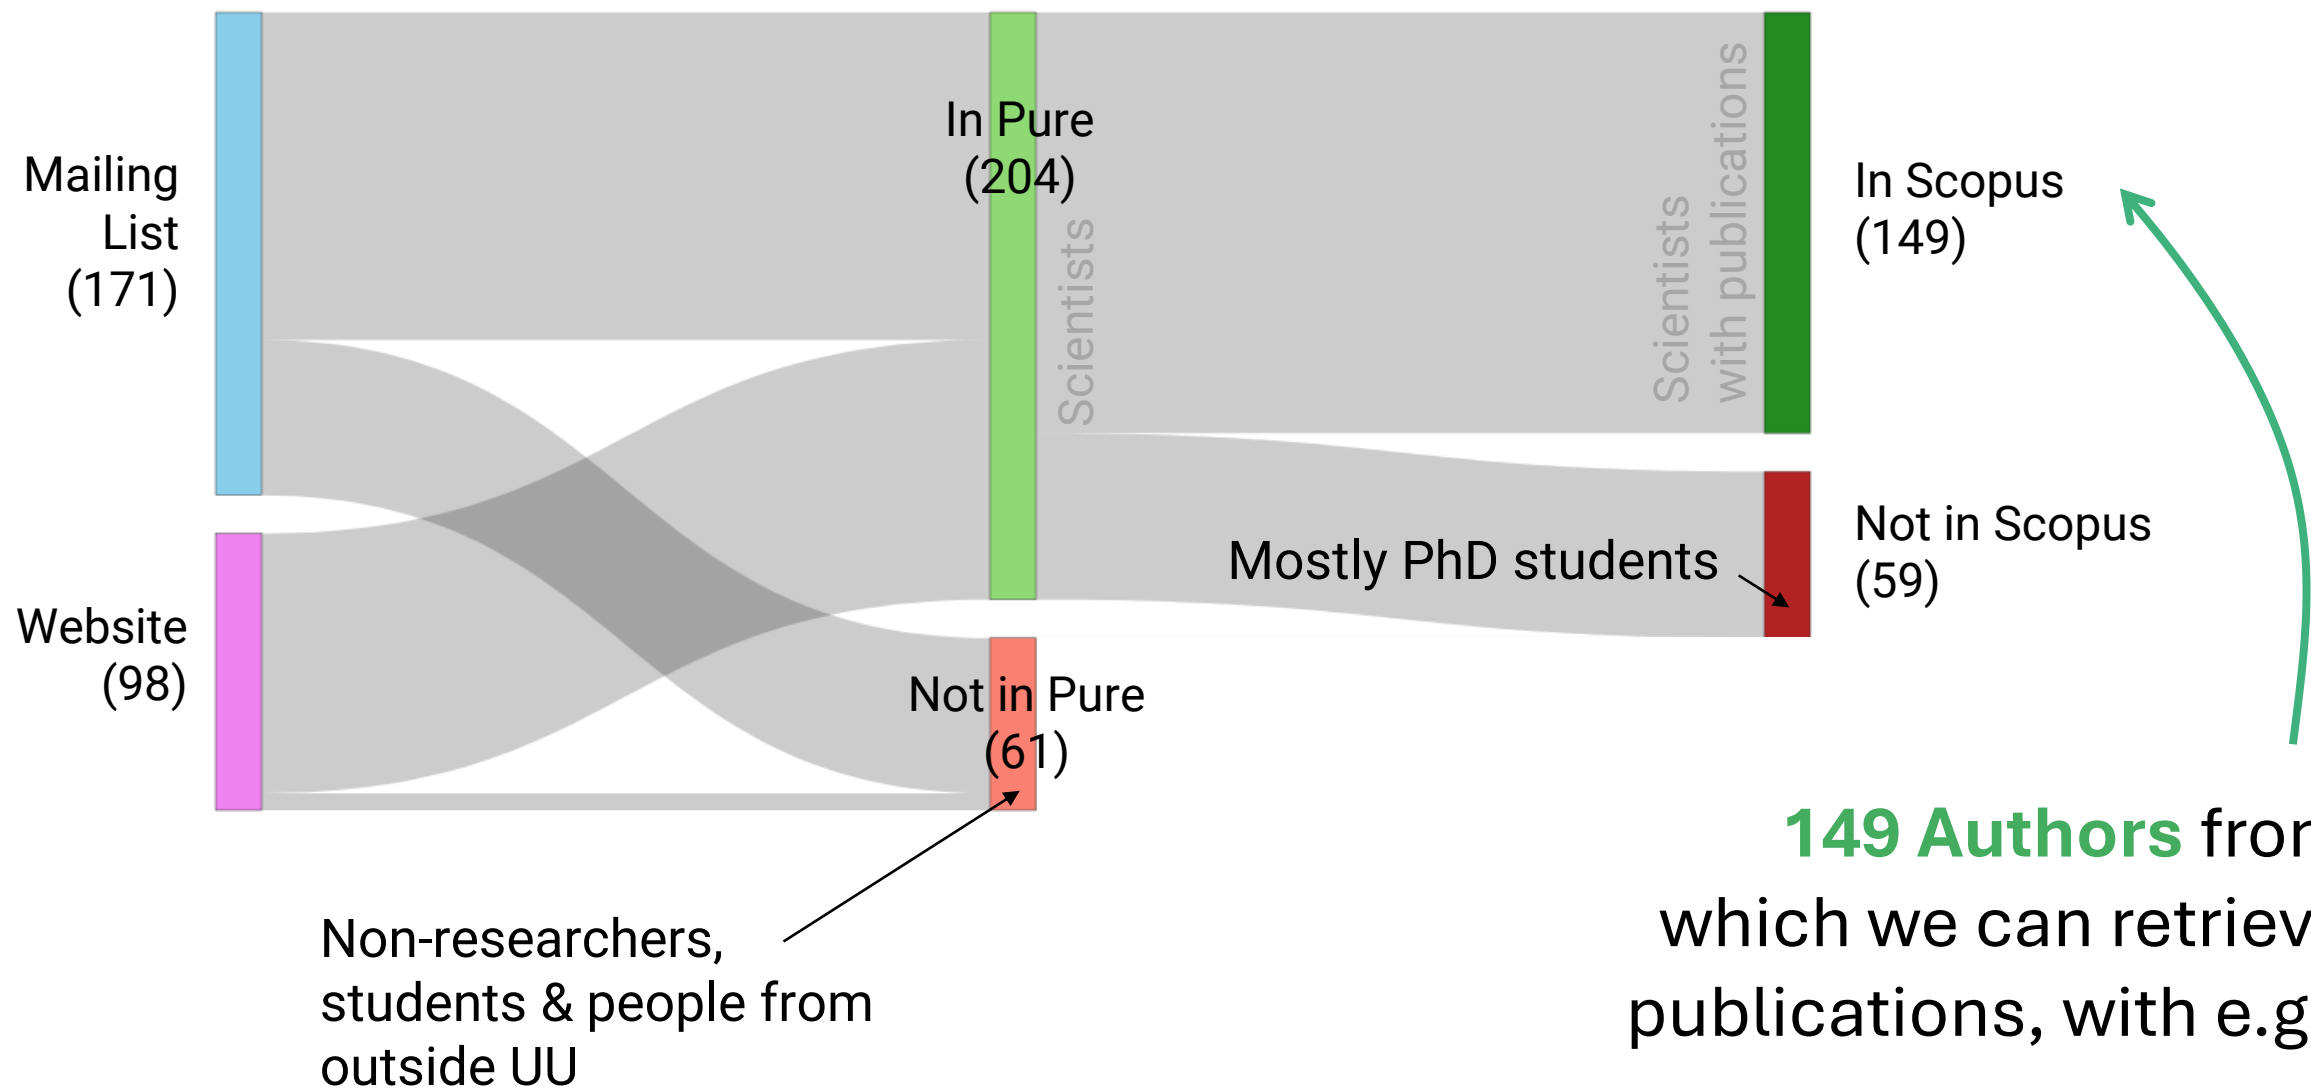 Mailing
List
(171)
Website
(98)
In Pure
(204)
Scientists
Not in Pure
(61)
Non-researchers,
students & people from
outside UU
Scientists
with publications
In Scopus
(149)
Mostly PhD students
Not in Scopus
(59)
149 Authors from
which we can retriev
publications, with e.g